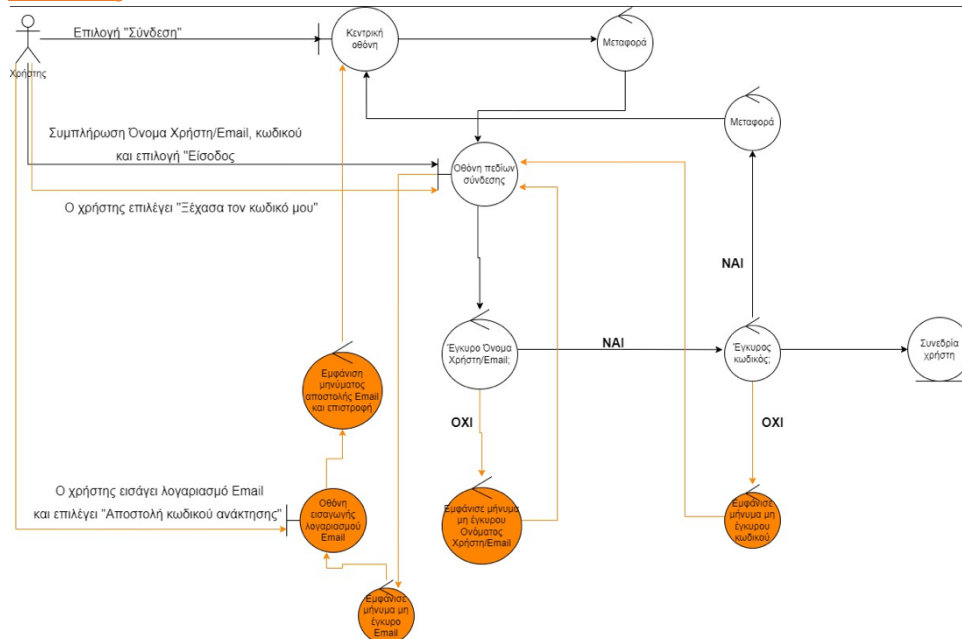 Επιλογή "Σύνδεση"
Κεντρική
οθόνη
Μεταφορά
Χρήστης
Μεταφορά
Συμπλήρωση Όνομα Χρήστη/Email, κωδικού
και επιλογή "Είσοδος
Οθόνη πεδίων
σύνδεσης
Ο χρήστης επιλέγει "Ξέχασα τον κωδικό μου"
ΝΑΙ
Έγκυρο Όνομα
Χρήστη/Email;
ΝΑΙ
Έγκυρος
κωδικός;
Συνεδρία
χρήστη
Εμφάνιση
μηνύματος
αποστολής Email
και επιστροφή
ΟΧΙ
ΟΧΙ
Ο χρήστης εισάγει λογαριασμό Email
και επιλέγει "Αποστολή κωδικού ανάκτησης"
Οθόνη
εισαγωγής
λογαριασμού
Email
Εμφάνισε μήνυμα
μη έγκυρου
Ονόματος
Χρήστη/Email
Εμφάνισε
μήνυμα μη
έγκυρου
κωδικού
Εμφάνισε
μήνυμα μη
έγκυρο
Email